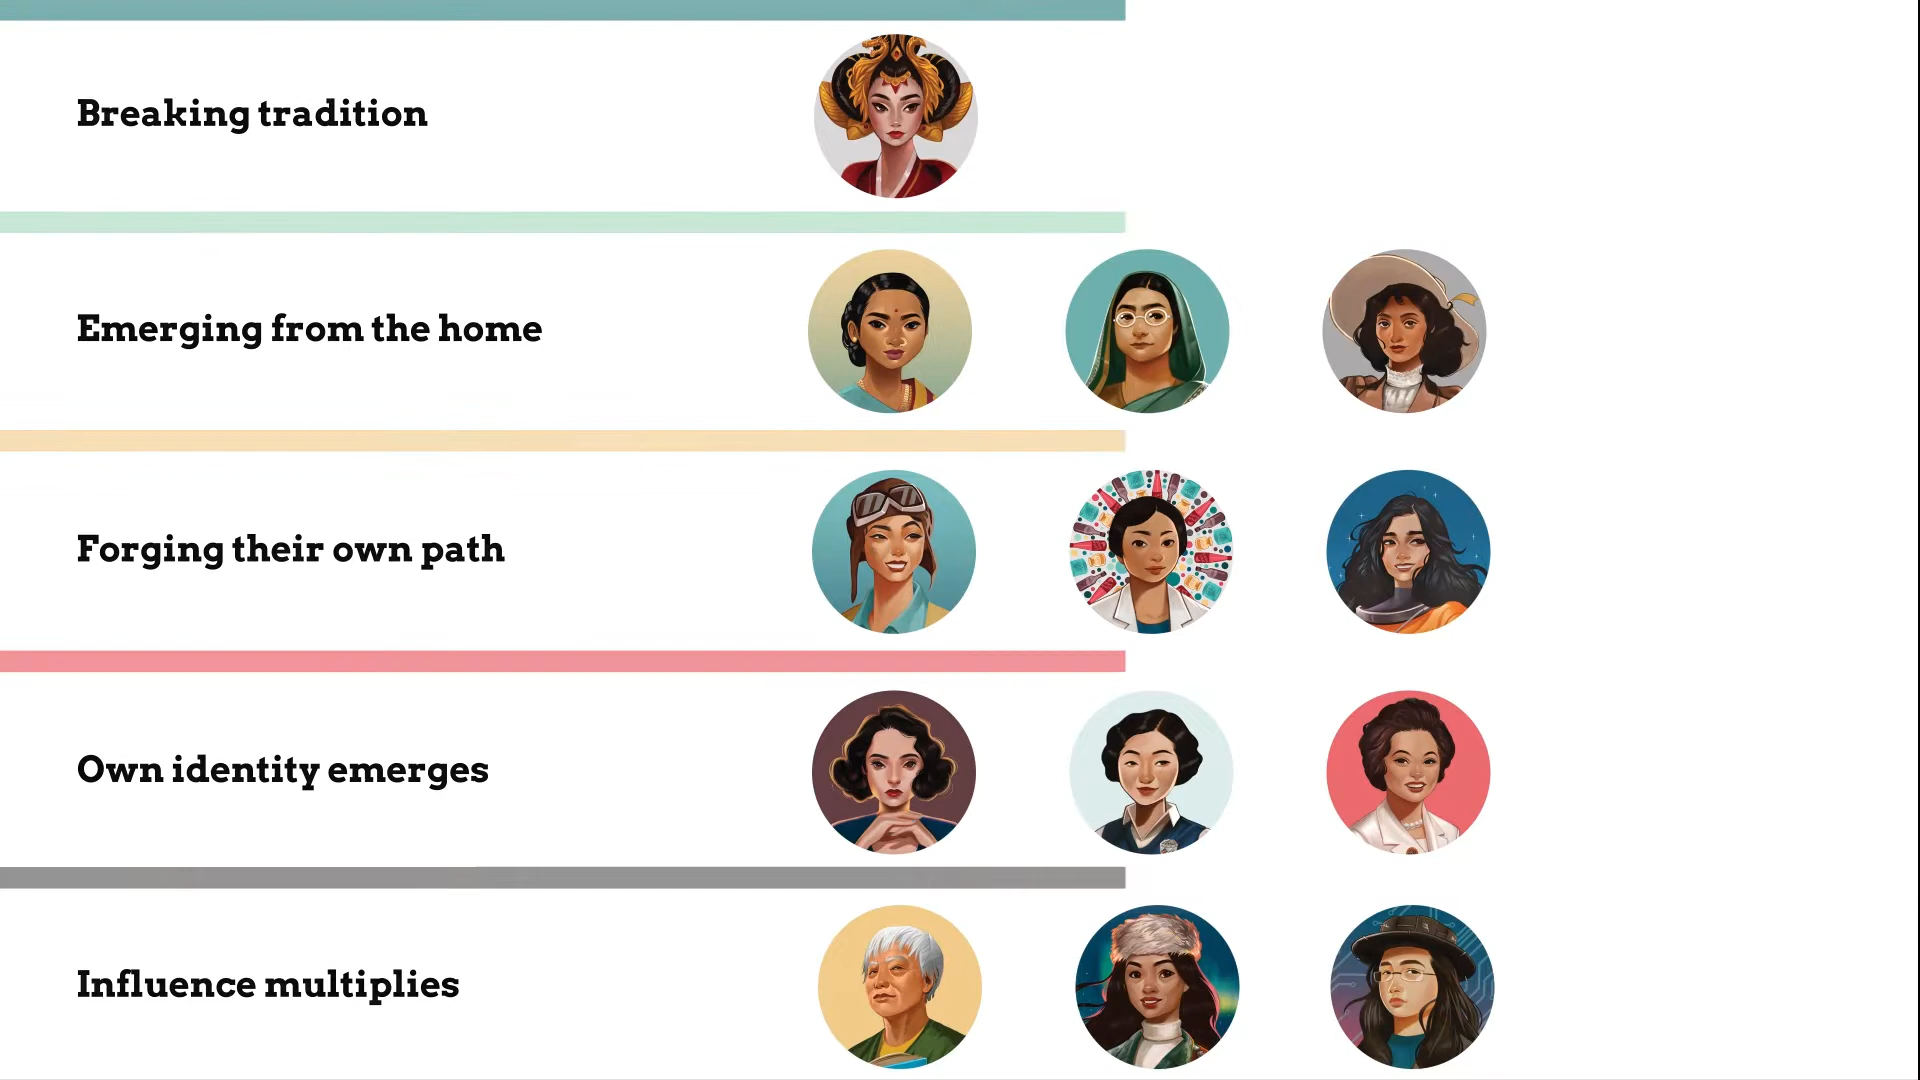 Breaking tradition
Emerging from the home
Forging their own path
Own identity emerges
Influence multiplies